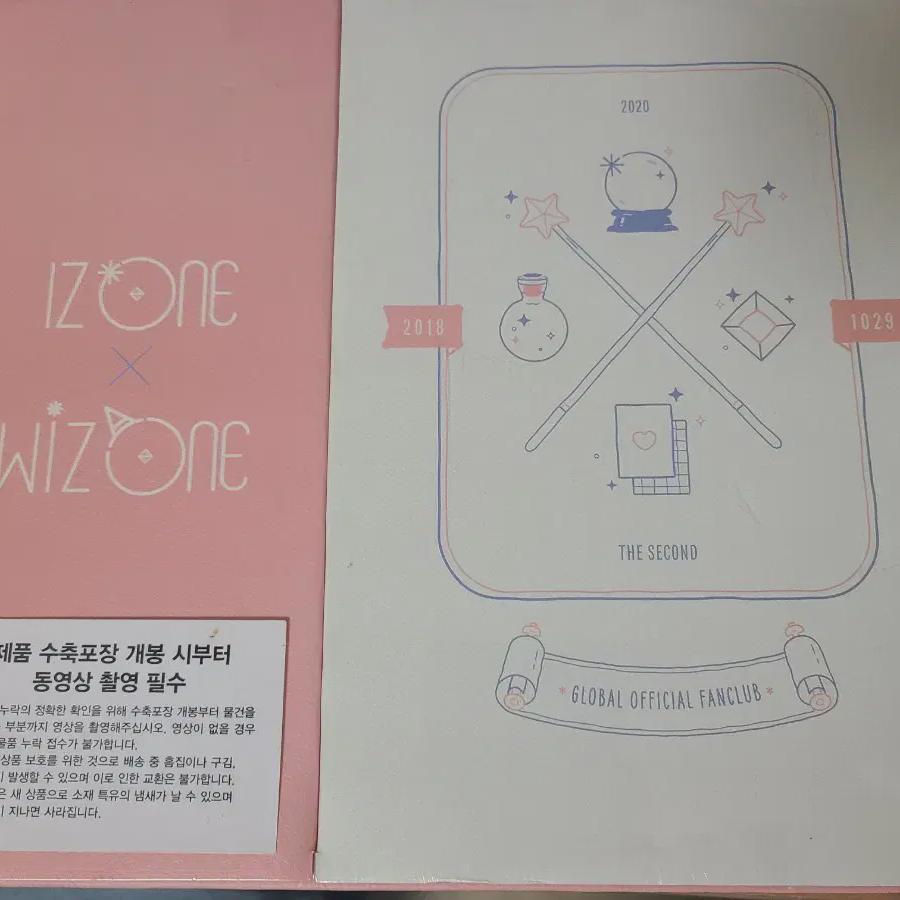 IZ*ONE
×
WIZ*ONE
제품 수축포장 개봉 시부터
동영상 촬영 필수
누락의 정확한 확인을 위해 수축포장 개봉부터 물건을
부분까지 영상을 촬영해주십시오. 영상이 없을 경우
물품 누락 접수가 불가합니다.
상품 보호를 위한 것으로 배송 중 흠집이나 구김,
발생할 수 있으며 이로 인한 교환은 불가합니다.
은 새 상품으로 소재 특유의 냄새가 날 수 있으며
지나면 사라집니다.
2020
2018
1029
THE SECOND
*GLOBAL OFFICIAL FANCLUB*